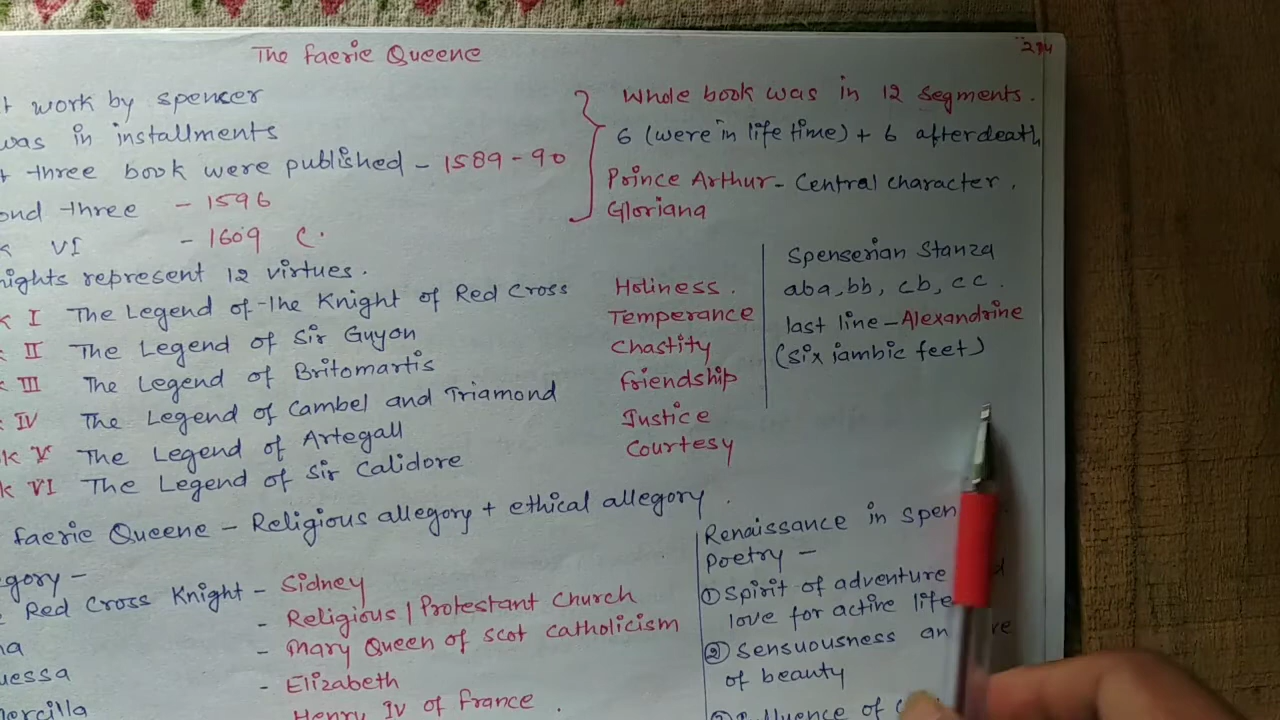 274
The Faerie Queene
t work by spencer
was in installments
t three book were published - 1589-90
ond three - 1596
VI - 1609 C.
Whole book was in 12 segments.
6 (were in life time) + 6 after death
Prince Arthur - Central character.
Gloriana
nights represent 12 virtues.
k I The Legend of the Knight of Red Cross Holiness.
k II The Legend of Sir Guyon Temperance
k III The Legend of Britomartis Chastity
k IV The Legend of Cambel and Triamond friendship
k V The Legend of Artegall Justice
k VI The Legend of Sir Calidore Courtesy
Spenserian Stanza
aba, bb, cb, cc.
last line - Alexandrine
(six iambic feet)
faerie Queene - Religious allegory + ethical allegory.
egory -
Red Cross Knight - Sidney
- Religious / Protestant Church
na - Mary Queen of Scot Catholicism
uessa - Elizabeth
ercilla Henry IV of france.
Renaissance in Spen
Poetry -
① Spirit of adventure
love for active life
② Sensuousness an
of beauty